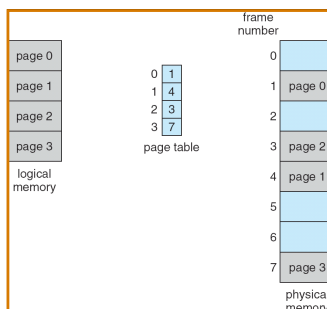 frame
number
page 0
page 1
page 2
page 3
logical
memory
0 1
1 4
2 3
3 7
page table
0
1 page 0
2
3 page 2
4 page 1
5
6
7 page 3
physical
memory